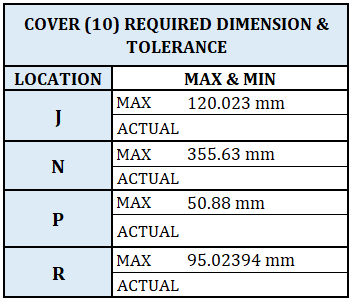 COVER (10) REQUIRED DIMENSION &
TOLERANCE
LOCATION MAX & MIN
J MAX 120.023 mm
ACTUAL
N MAX 355.63 mm
ACTUAL
P MAX 50.88 mm
ACTUAL
R MAX 95.02394 mm
ACTUAL